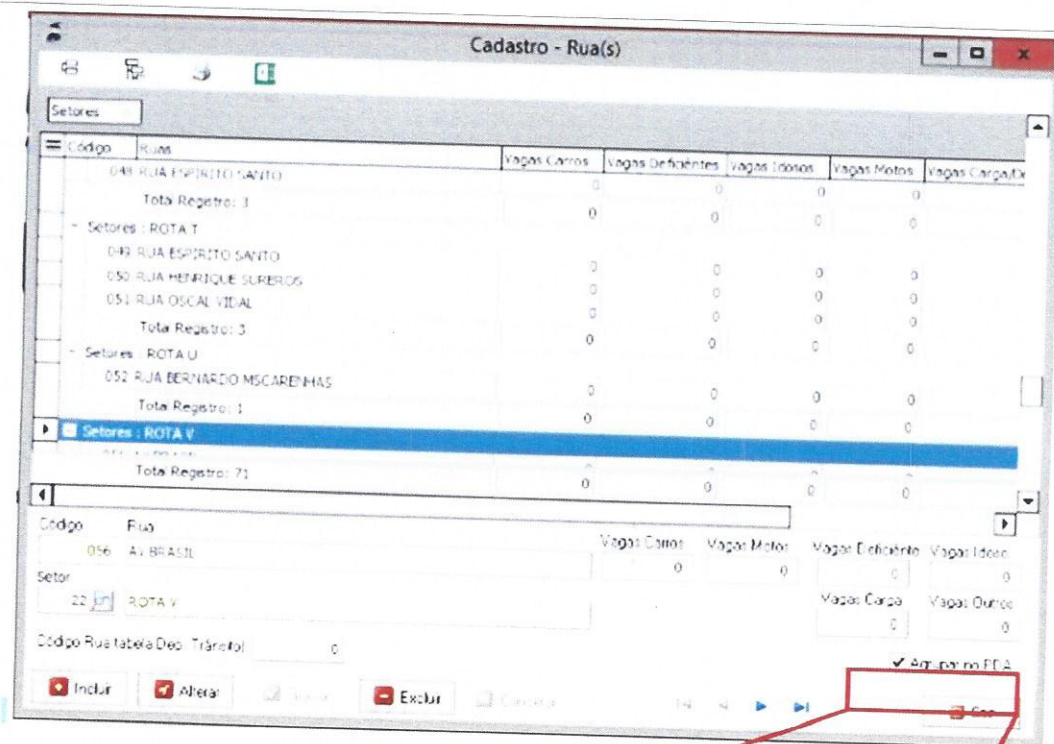 Cadastro - Rua(s)
Setores
Código Ruas Vagas Carros Vagas Deficiêntes Vagas Idosos Vagas Motos Vagas Carga/De
048 RUA ESPIRITO SANTO 0 0 0 0
Total Registro: 3 0 0 0 0
- Setores : ROTA T
049 RUA ESPIRITO SANTO 0 0 0 0
050 RUA HENRIQUE SUREROS 0 0 0 0
051 RUA OSCAL VIDAL 0 0 0 0
Total Registro: 3 0 0 0 0
- Setores : ROTA U
052 RUA BERNARDO MSCARENHAS 0 0 0 0
Total Registro: 1 0 0 0 0
Setores : ROTA V
Total Registro: 71 0 0 0 0
Código Rua Vagas Carros Vagas Motos Vagas Deficiênte Vagas Idoso
056 AV BRASIL 0 0 0 0
Setor Vagas Carga Vagas Outros
22 ROTA V 0 0
Código Rua tabela Dep. Trânsito 0
Agrupar no PDA
Incluir Alterar Excluir Cancelar